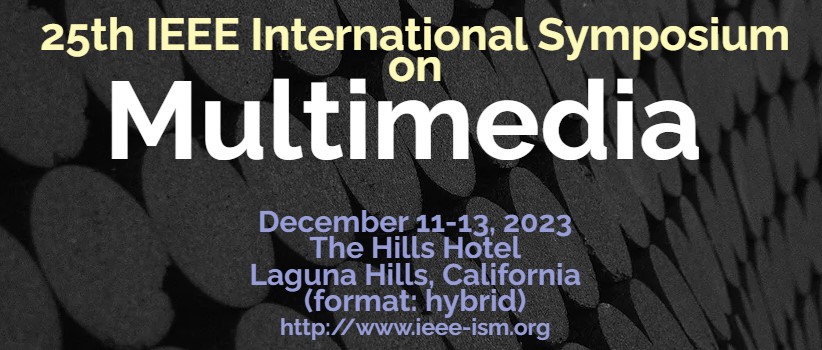 25th IEEE International Symposium
on
Multimedia
December 11-13, 2023
The Hills Hotel
Laguna Hills, California
(format: hybrid)
http://www.ieee-ism.org